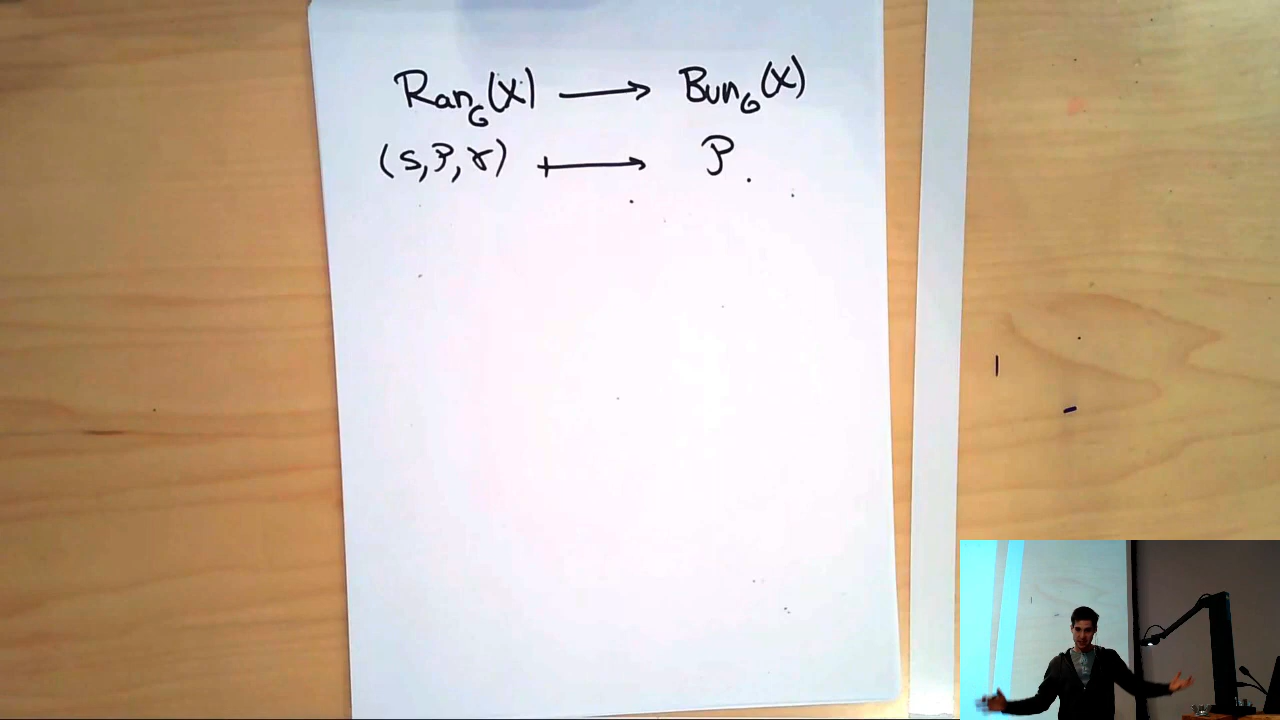 Ran_G(X) ⟶ Bun_G(X)
(S, P, γ) ⟼ P.